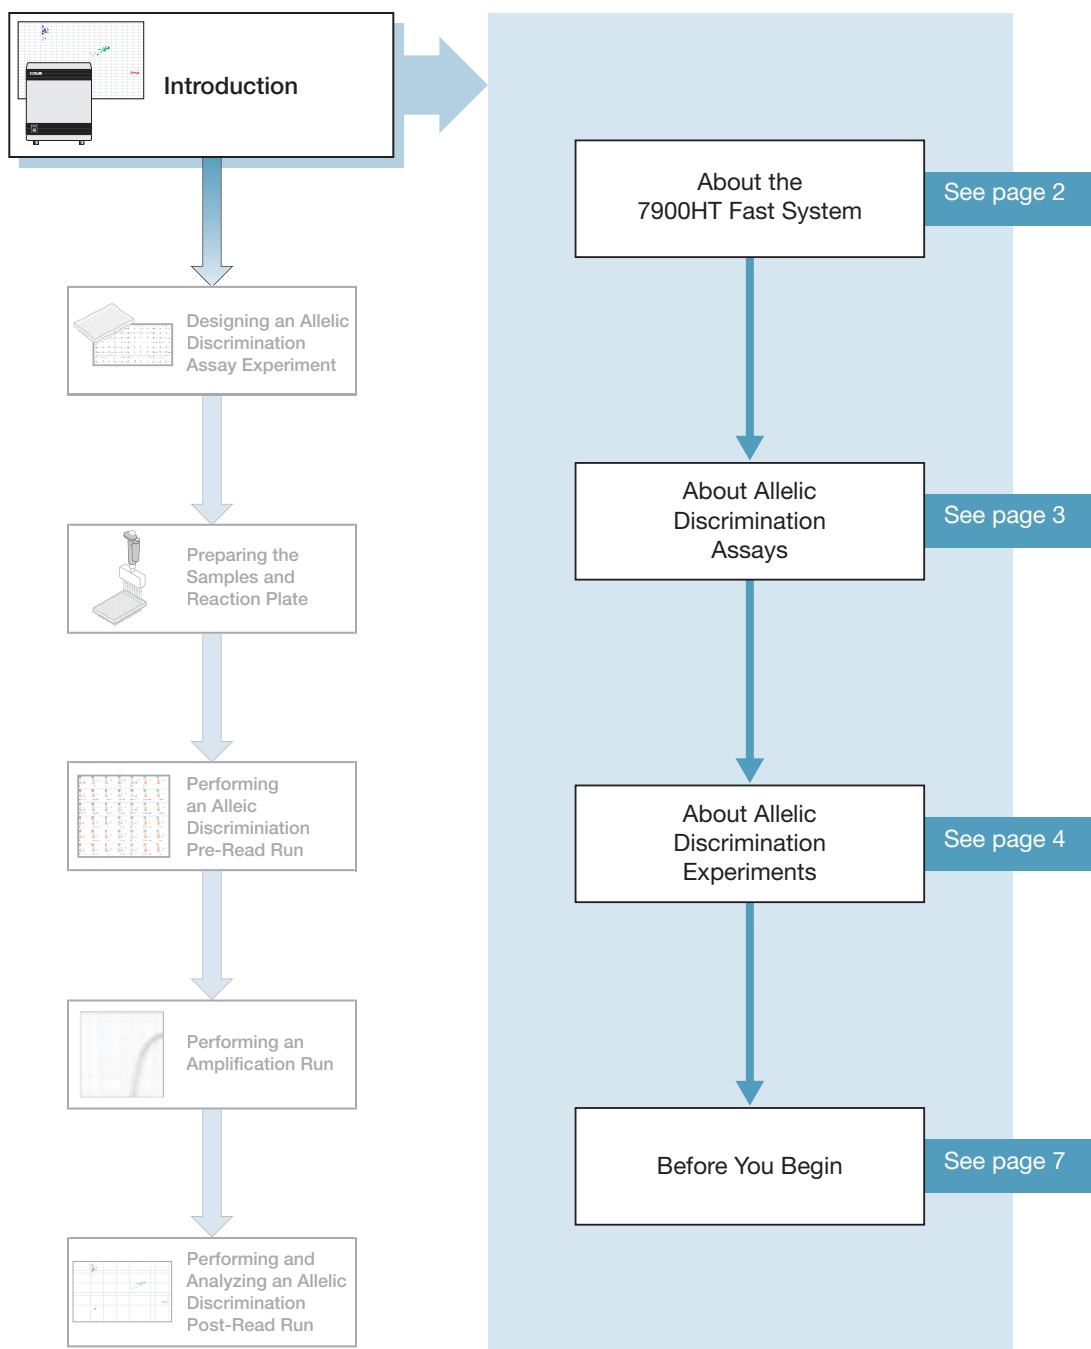 Introduction
Designing an Allelic
Discrimination
Assay Experiment
Preparing the
Samples and
Reaction Plate
Performing
an Alleic
Discriminiation
Pre-Read Run
Performing an
Amplification Run
Performing and
Analyzing an Allelic
Discrimination
Post-Read Run
About the
7900HT Fast System
See page 2
About Allelic
Discrimination
Assays
See page 3
About Allelic
Discrimination
Experiments
See page 4
Before You Begin
See page 7